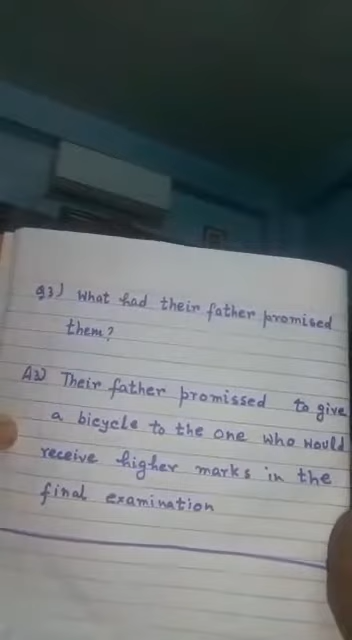 Q3) What had their father promised
them?
A3) Their father promissed to give
a bicycle to the one who would
receive higher marks in the
final examination